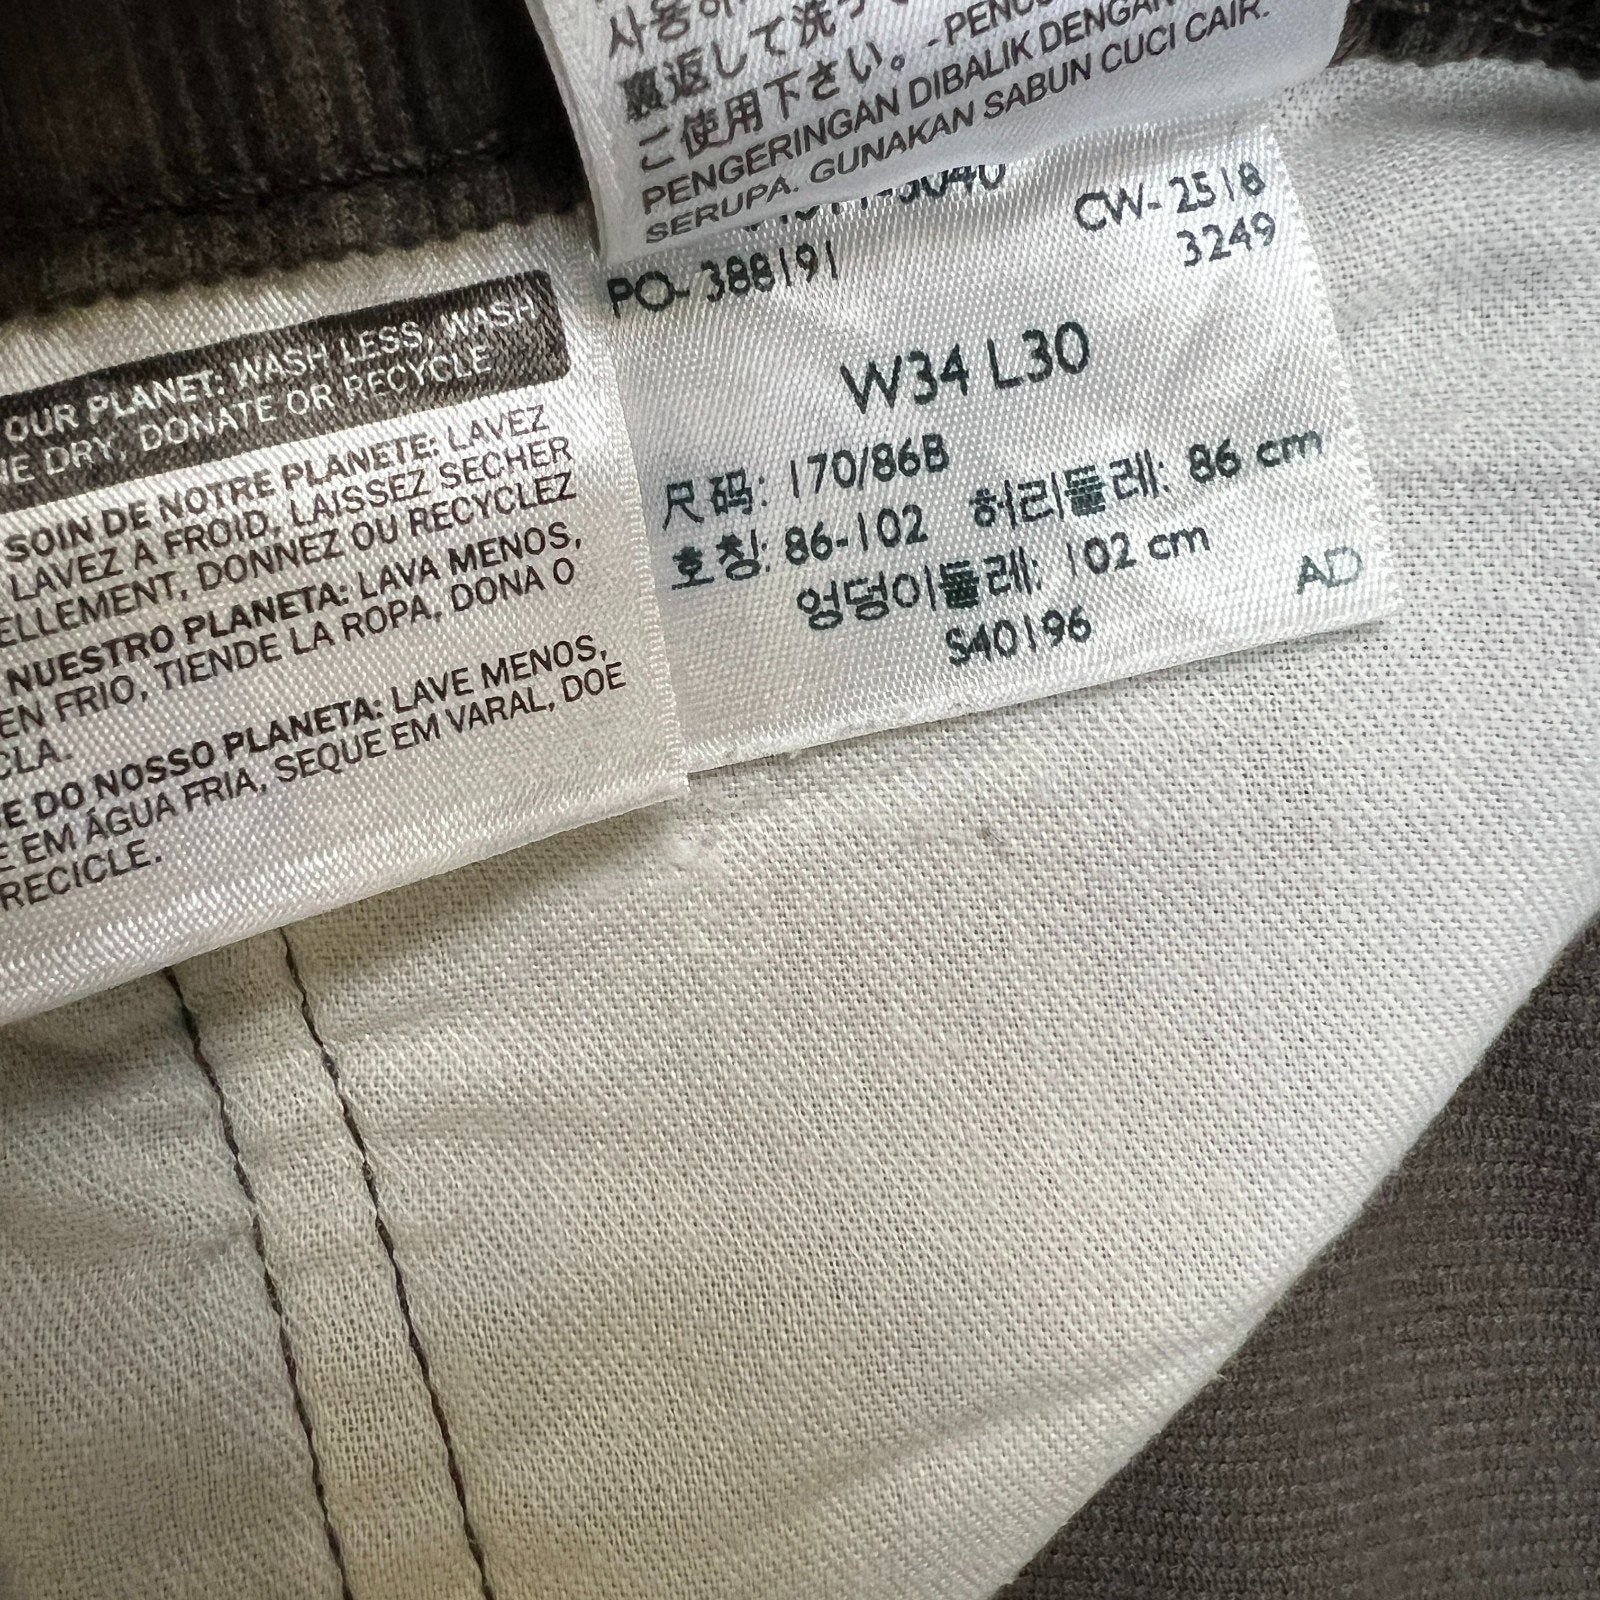 사용하
裏返して洗
ご使用下さい。-PENCU
PENGERINGAN DIBALIK DENGAN
SERUPA. GUNAKAN SABUN CUCI CAIR.
CW- 2518
3249
PO- 388191
W34 L30
尺码: 170/86B
호칭: 86-102 허리둘레: 86 cm
엉덩이둘레: 102 cm
AD
S40196
OUR PLANET: WASH LESS, WASH
NE DRY, DONATE OR RECYCLE
SOIN DE NOTRE PLANETE: LAVEZ
LAVEZ A FROID, LAISSEZ SECHER
ELLEMENT, DONNEZ OU RECYCLEZ
NUESTRO PLANETA: LAVA MENOS,
EN FRIO, TIENDE LA ROPA, DONA O
CLA.
E DO NOSSO PLANETA: LAVE MENOS,
E EM ÁGUA FRIA, SEQUE EM VARAL, DOE
RECICLE.